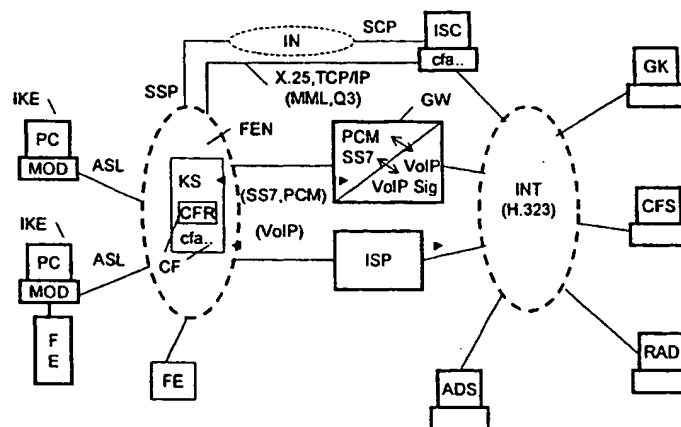 SCP
ISC
IN
cfa..
SSP
X.25,TCP/IP
(MML,Q3)
GK
IKE
FEN
GW
PC
MOD
ASL
PCM
SS7
VoIP
VoIP Sig
KS
CFR
cfa..
CF
(SS7,PCM)
(VoIP)
INT
(H.323)
CFS
IKE
PC
MOD
ASL
ISP
F
E
FE
ADS
RAD